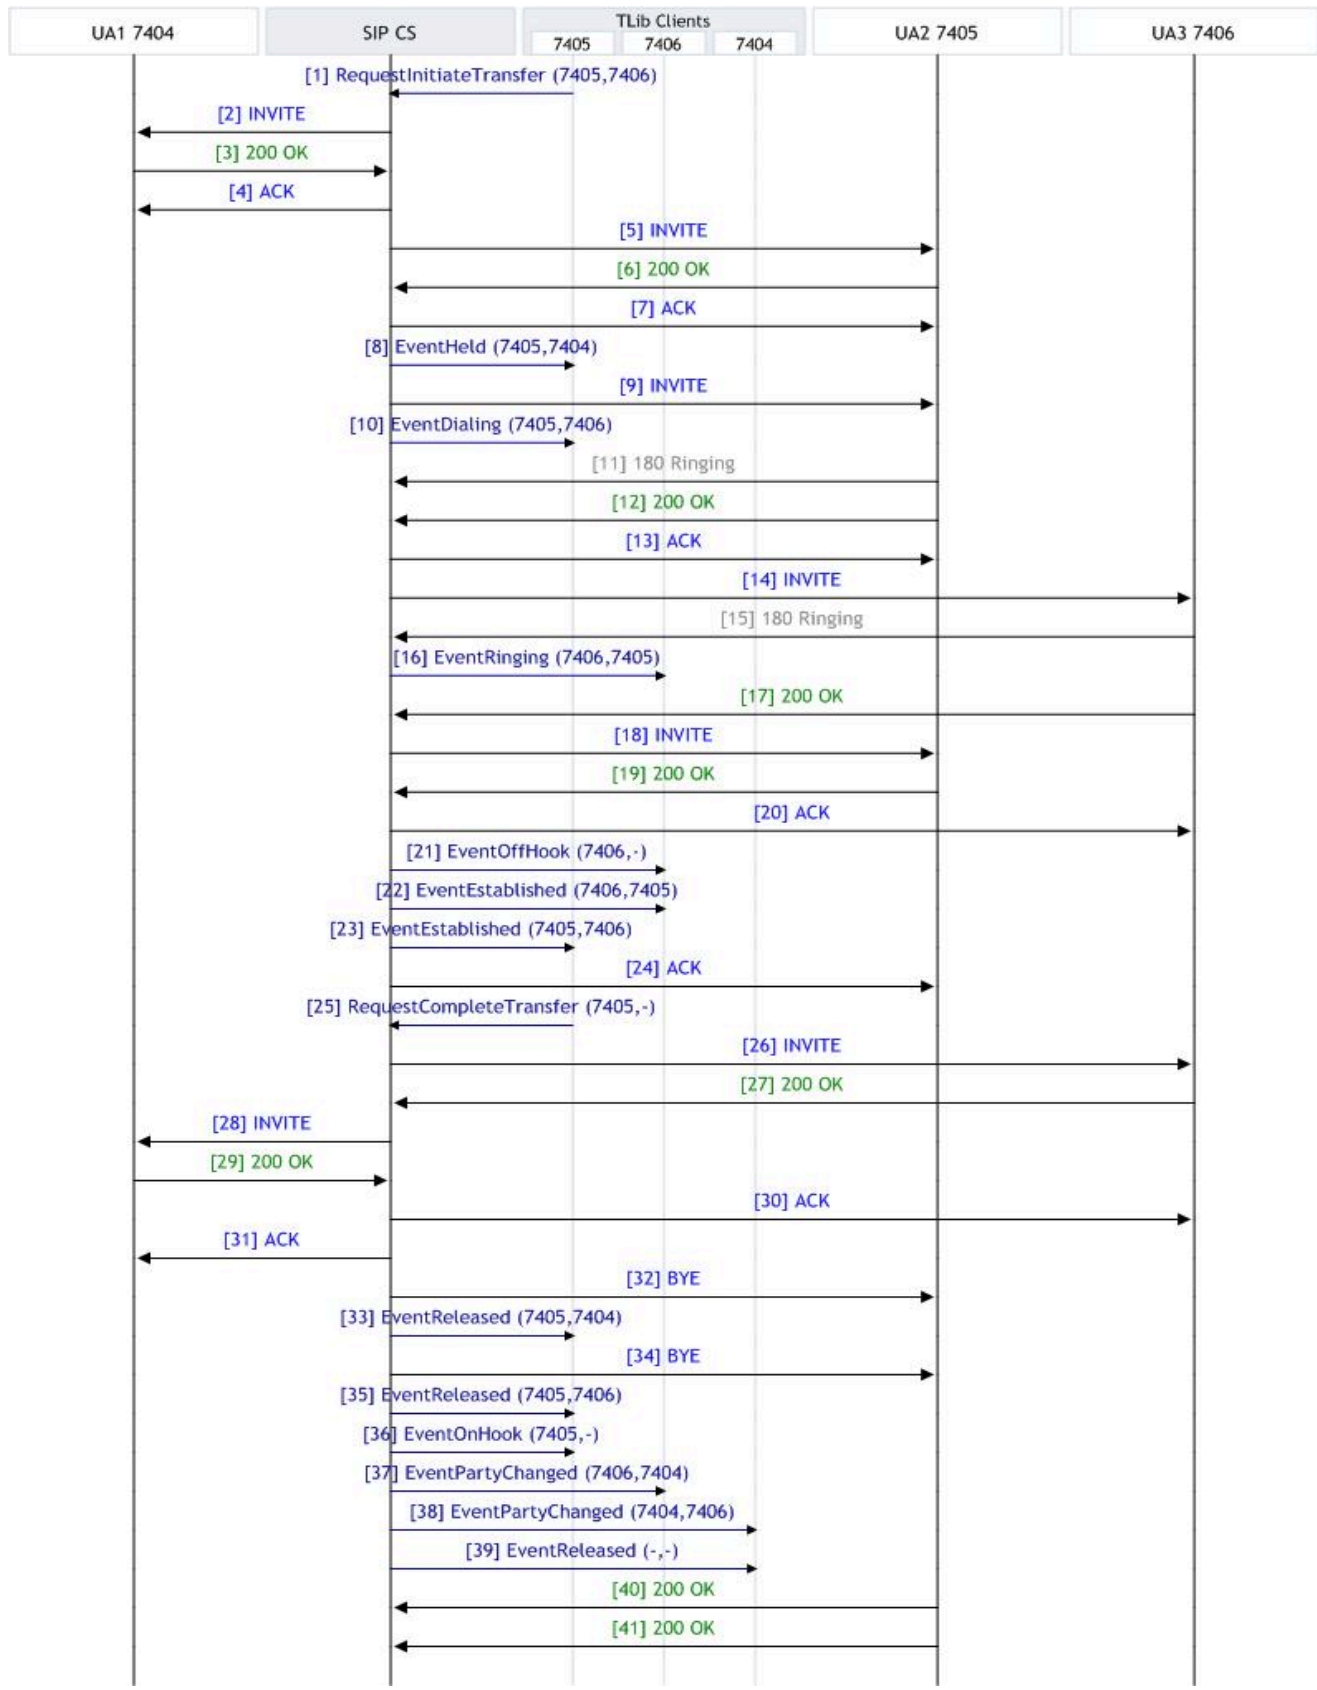 UA1 7404
SIP CS
TLib Clients
7405 7406 7404
UA2 7405
UA3 7406
[1] RequestInitiateTransfer (7405,7406)
[2] INVITE
[3] 200 OK
[4] ACK
[5] INVITE
[6] 200 OK
[7] ACK
[8] EventHeld (7405,7404)
[9] INVITE
[10] EventDialing (7405,7406)
[11] 180 Ringing
[12] 200 OK
[13] ACK
[14] INVITE
[15] 180 Ringing
[16] EventRinging (7406,7405)
[17] 200 OK
[18] INVITE
[19] 200 OK
[20] ACK
[21] EventOffHook (7406,-)
[22] EventEstablished (7406,7405)
[23] EventEstablished (7405,7406)
[24] ACK
[25] RequestCompleteTransfer (7405,-)
[26] INVITE
[27] 200 OK
[28] INVITE
[29] 200 OK
[30] ACK
[31] ACK
[32] BYE
[33] EventReleased (7405,7404)
[34] BYE
[35] EventReleased (7405,7406)
[36] EventOnHook (7405,-)
[37] EventPartyChanged (7406,7404)
[38] EventPartyChanged (7404,7406)
[39] EventReleased (-,-)
[40] 200 OK
[41] 200 OK